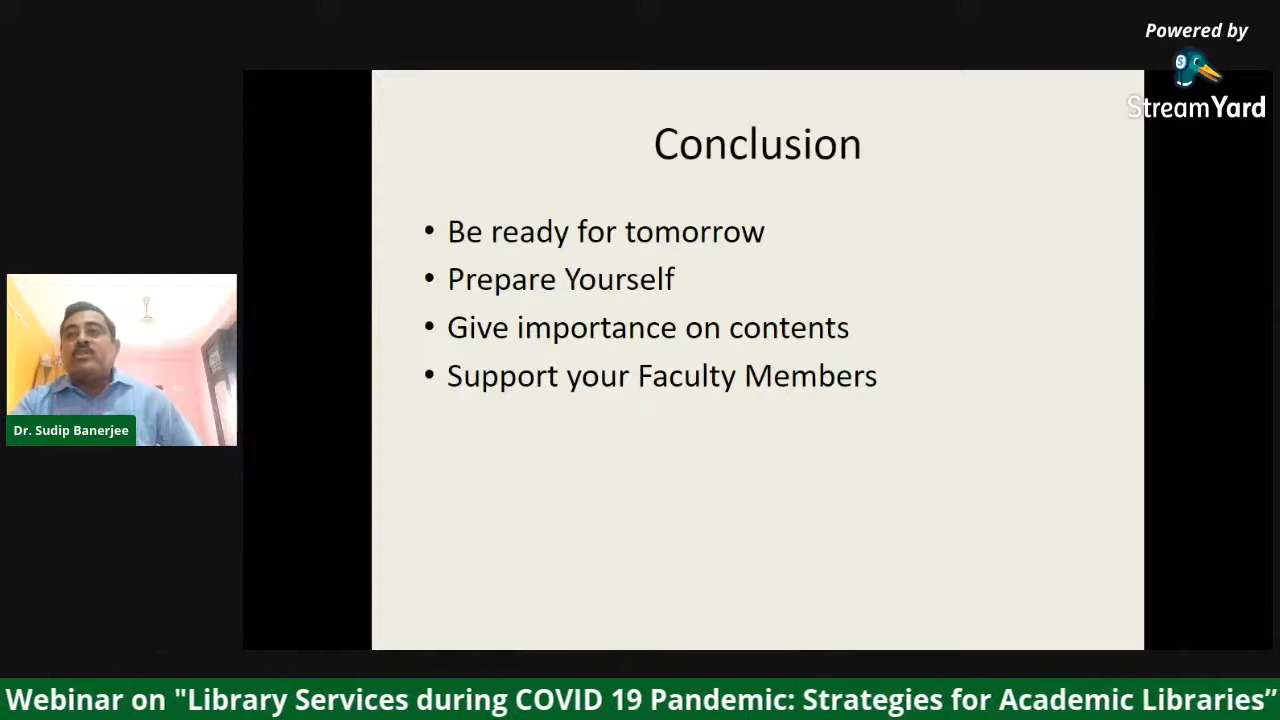 Powered by
StreamYard
Conclusion
• Be ready for tomorrow
• Prepare Yourself
• Give importance on contents
• Support your Faculty Members
Dr. Sudip Banerjee
Webinar on "Library Services during COVID 19 Pandemic: Strategies for Academic Libraries”